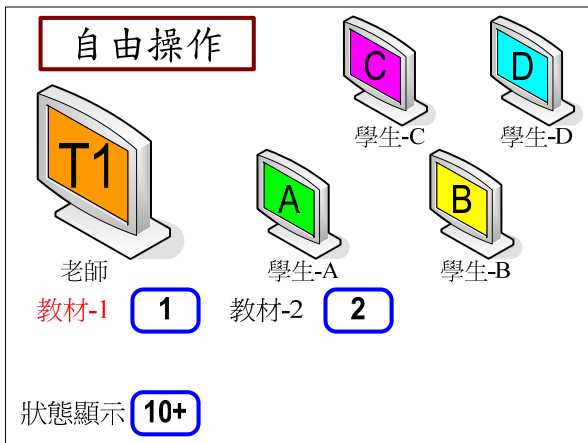 自由操作
C
D
學生-C
學生-D
T1
A
B
老師
學生-A
學生-B
教材-1 1 教材-2 2
狀態顯示 10+